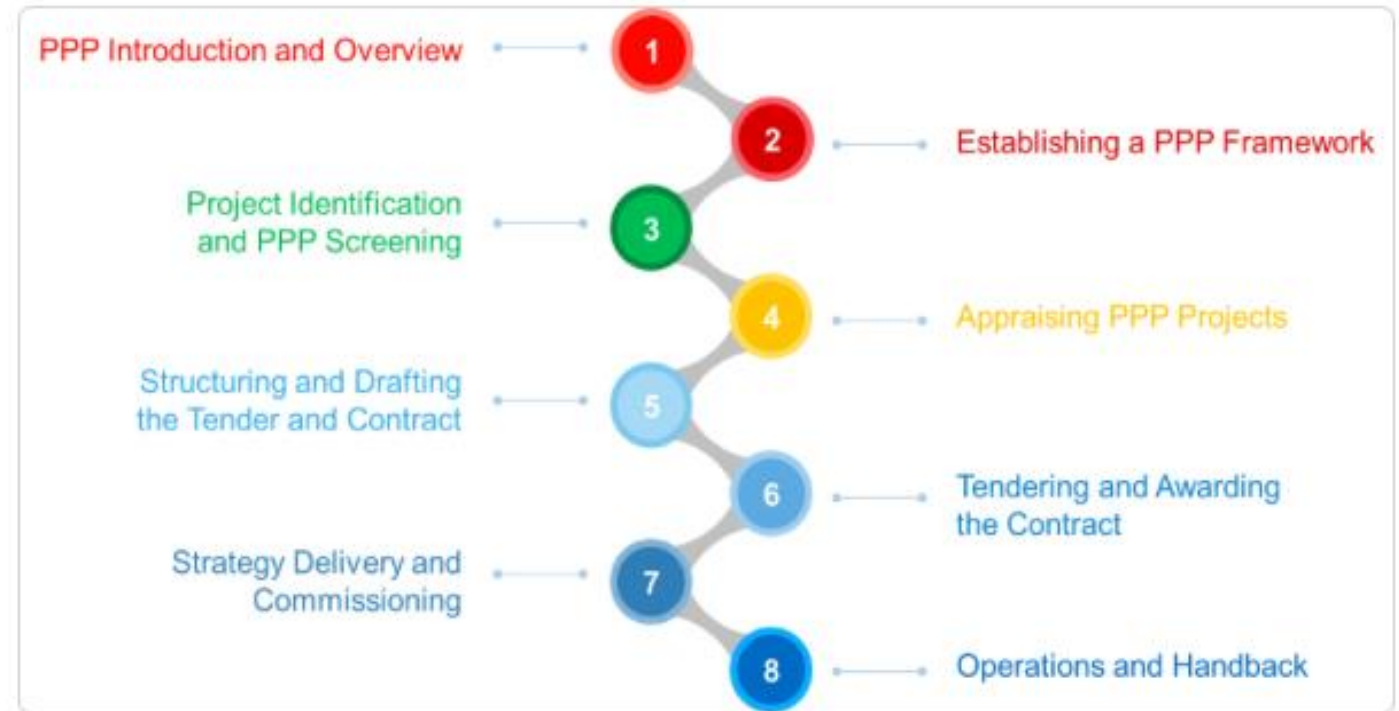 PPP Introduction and Overview
1
2
Establishing a PPP Framework
Project Identification
and PPP Screening
3
4
Appraising PPP Projects
Structuring and Drafting
the Tender and Contract
5
6
Tendering and Awarding
the Contract
Strategy Delivery and
Commissioning
7
8
Operations and Handback